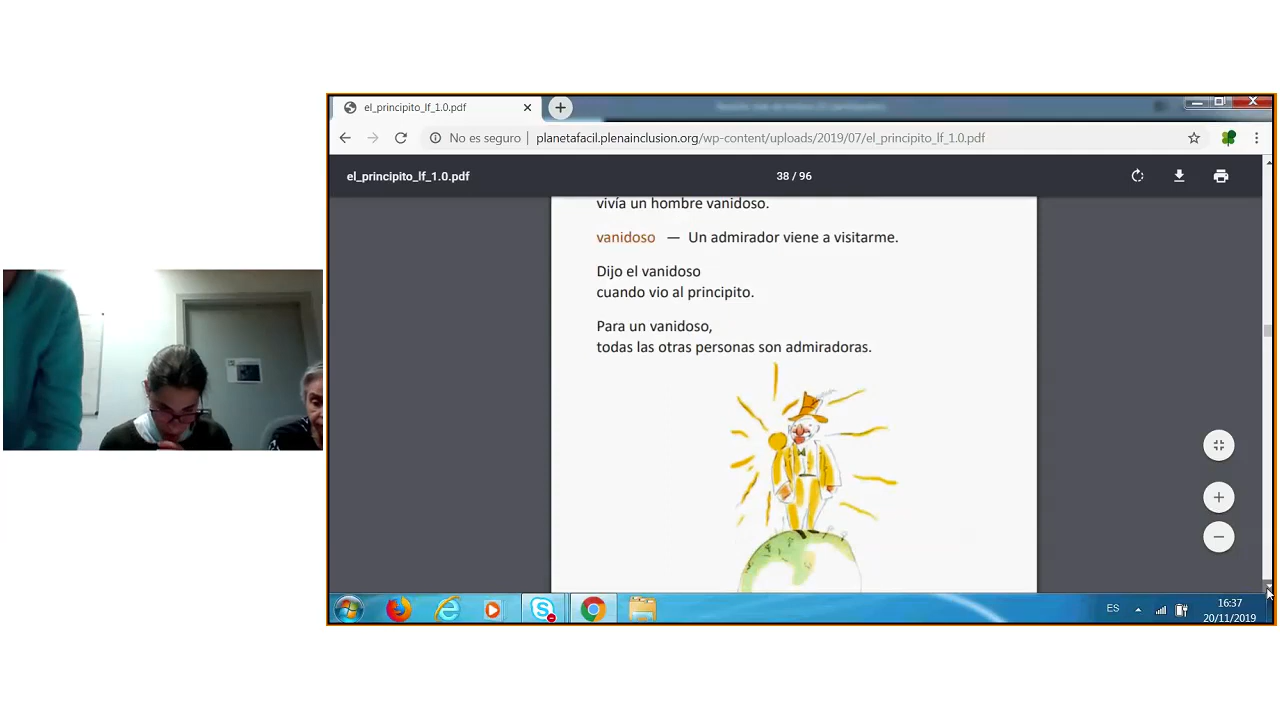 el_principito_lf_1.0.pdf
No es seguro
planetafacil.plenainclusion.org/wp-content/uploads/2019/07/el_principito_lf_1.0.pdf
el_principito_lf_1.0.pdf
38 / 96
vivía un hombre vanidoso.
vanidoso — Un admirador viene a visitarme.
Dijo el vanidoso
cuando vio al principito.
Para un vanidoso,
todas las otras personas son admiradoras.
ES
16:37
20/11/2019